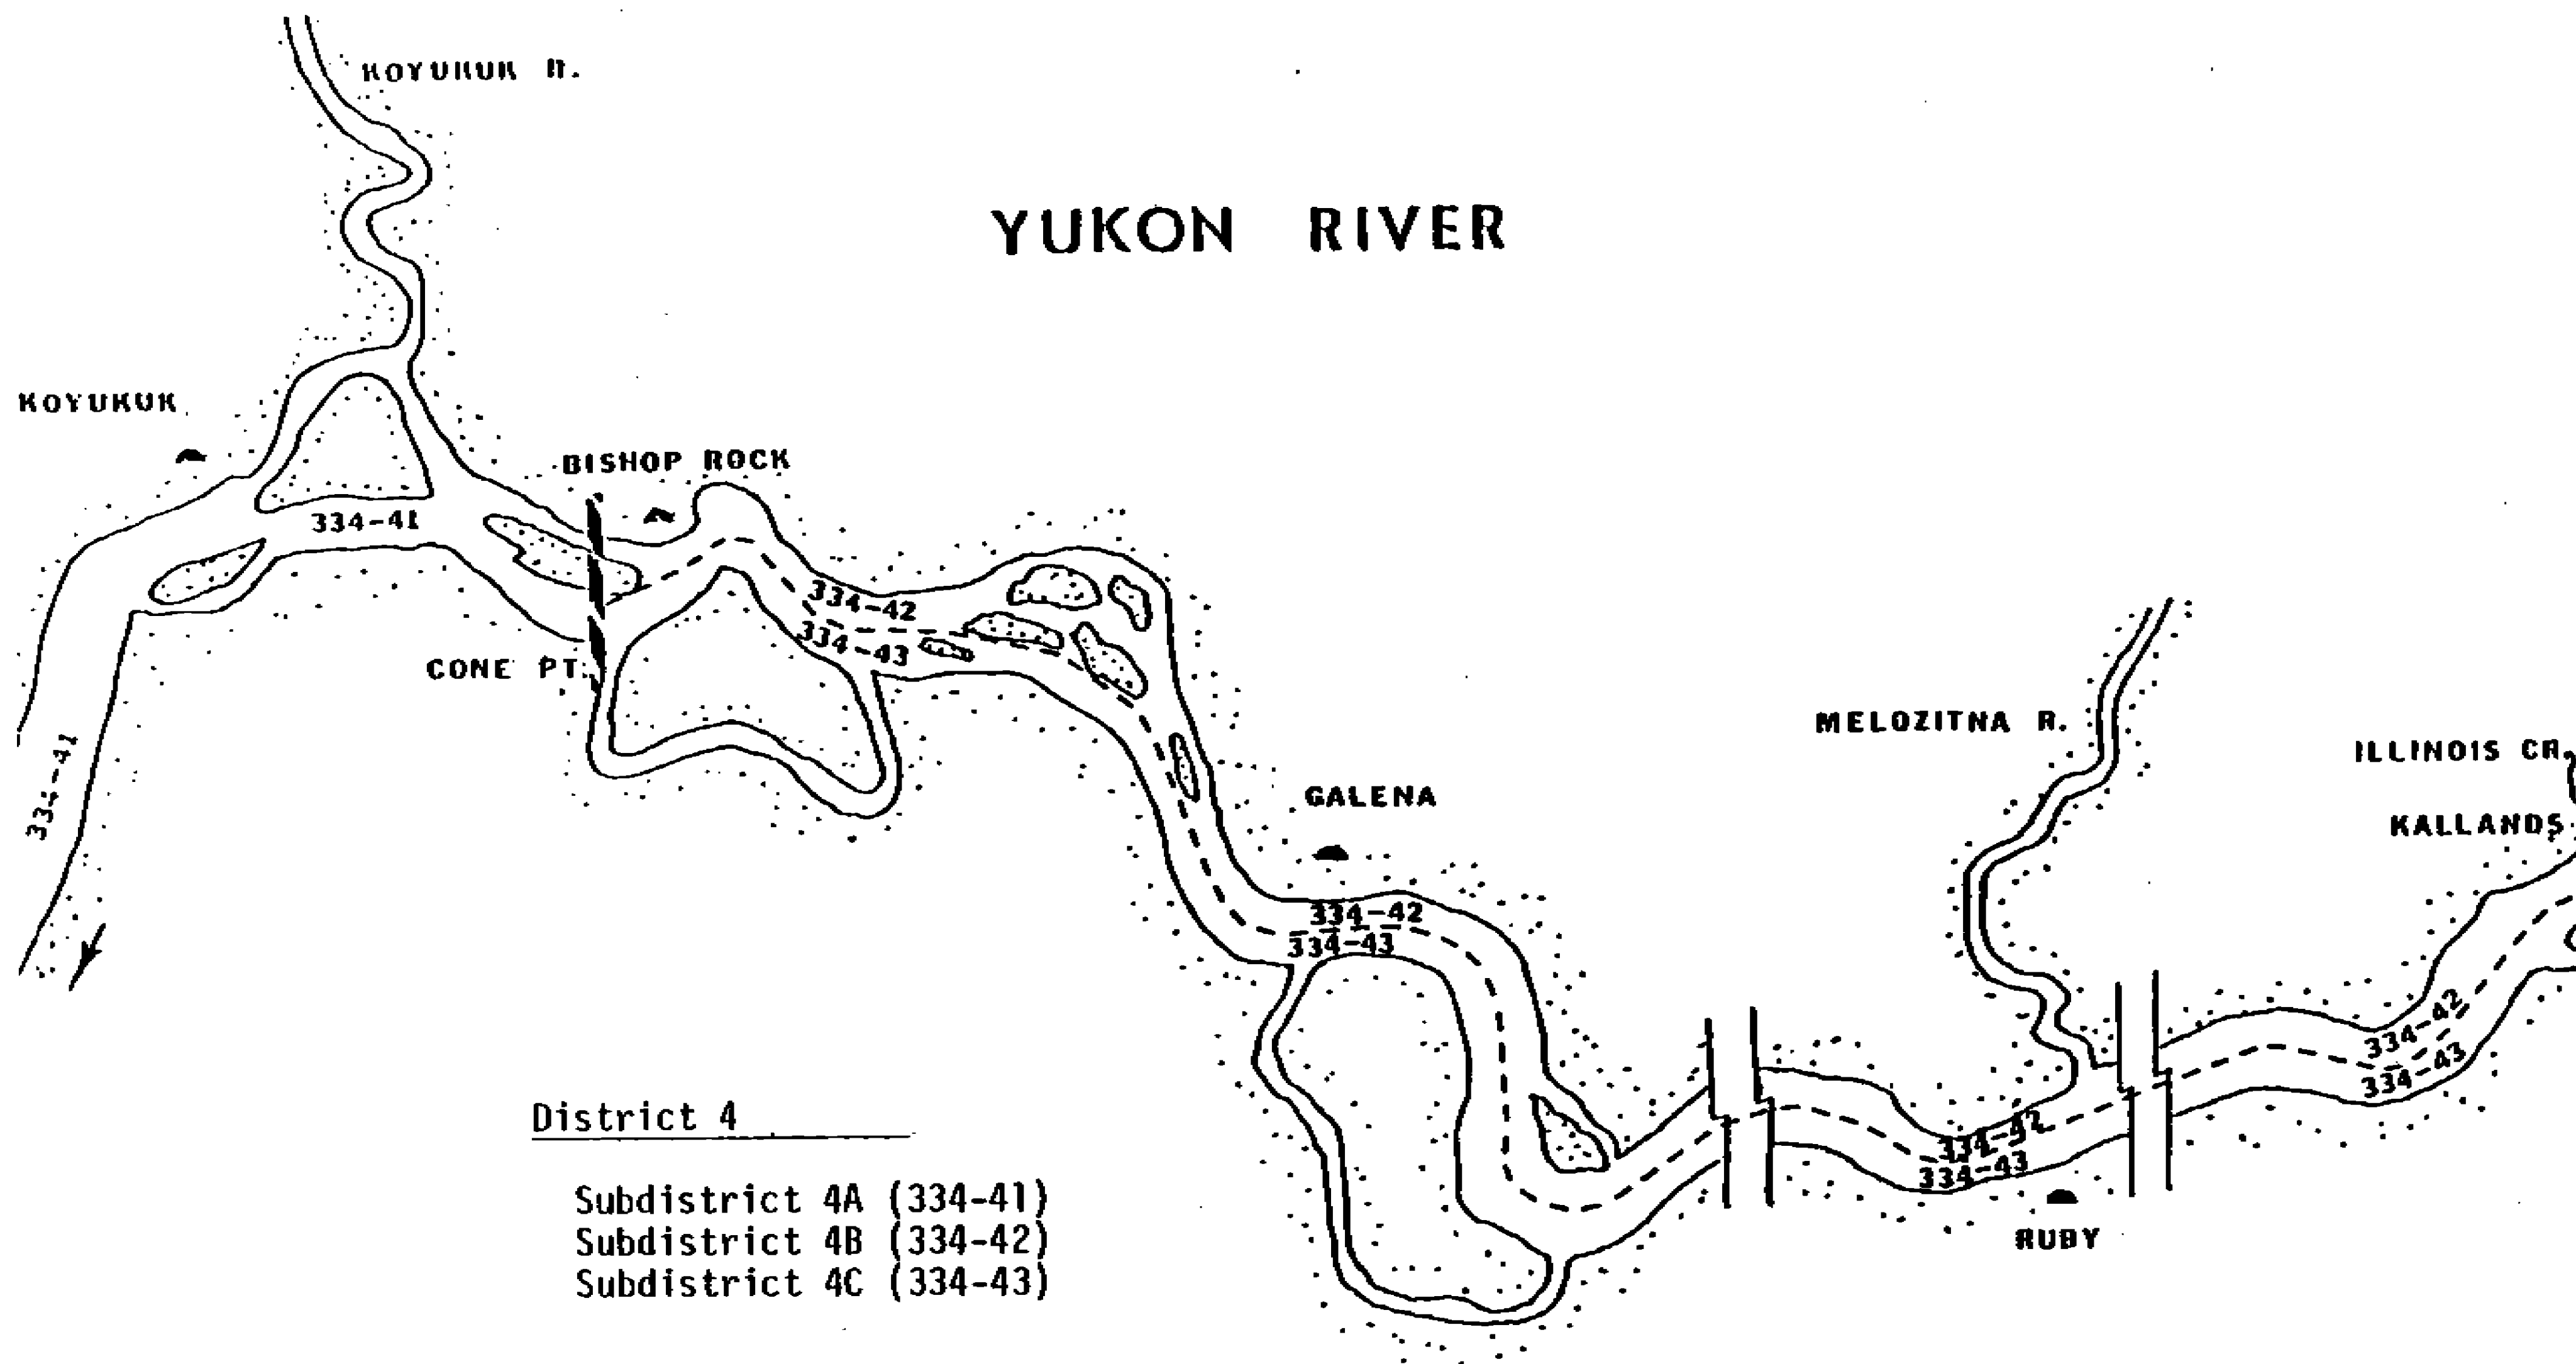 KOYUKUK R.
YUKON RIVER
KOYUKUK
BISHOP ROCK
334-41
334-42
334-43
CONE PT.
334-41
MELOZITNA R.
ILLINOIS CR.
KALLANDS
GALENA
334-42
334-43
334-42
334-43
334-42
334-43
RUBY
District 4
Subdistrict 4A (334-41)
Subdistrict 4B (334-42)
Subdistrict 4C (334-43)